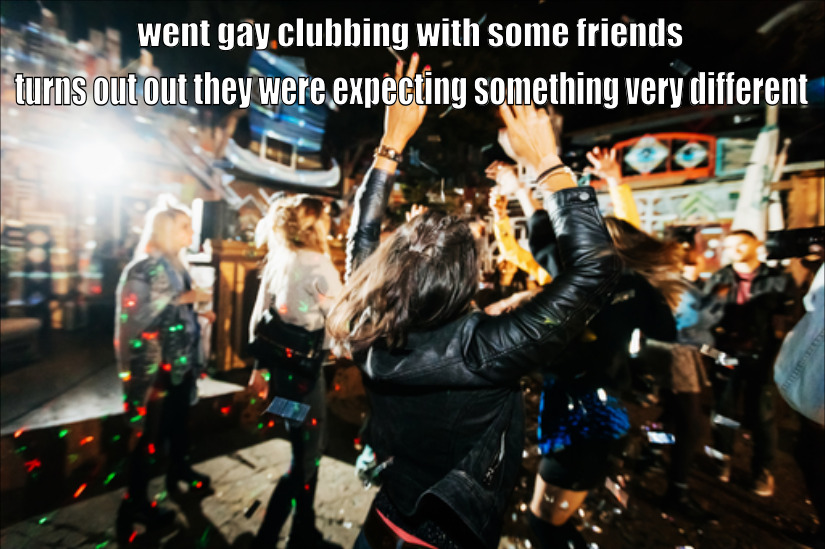 went gay clubbing with some friends
turns out out they were expecting something very different